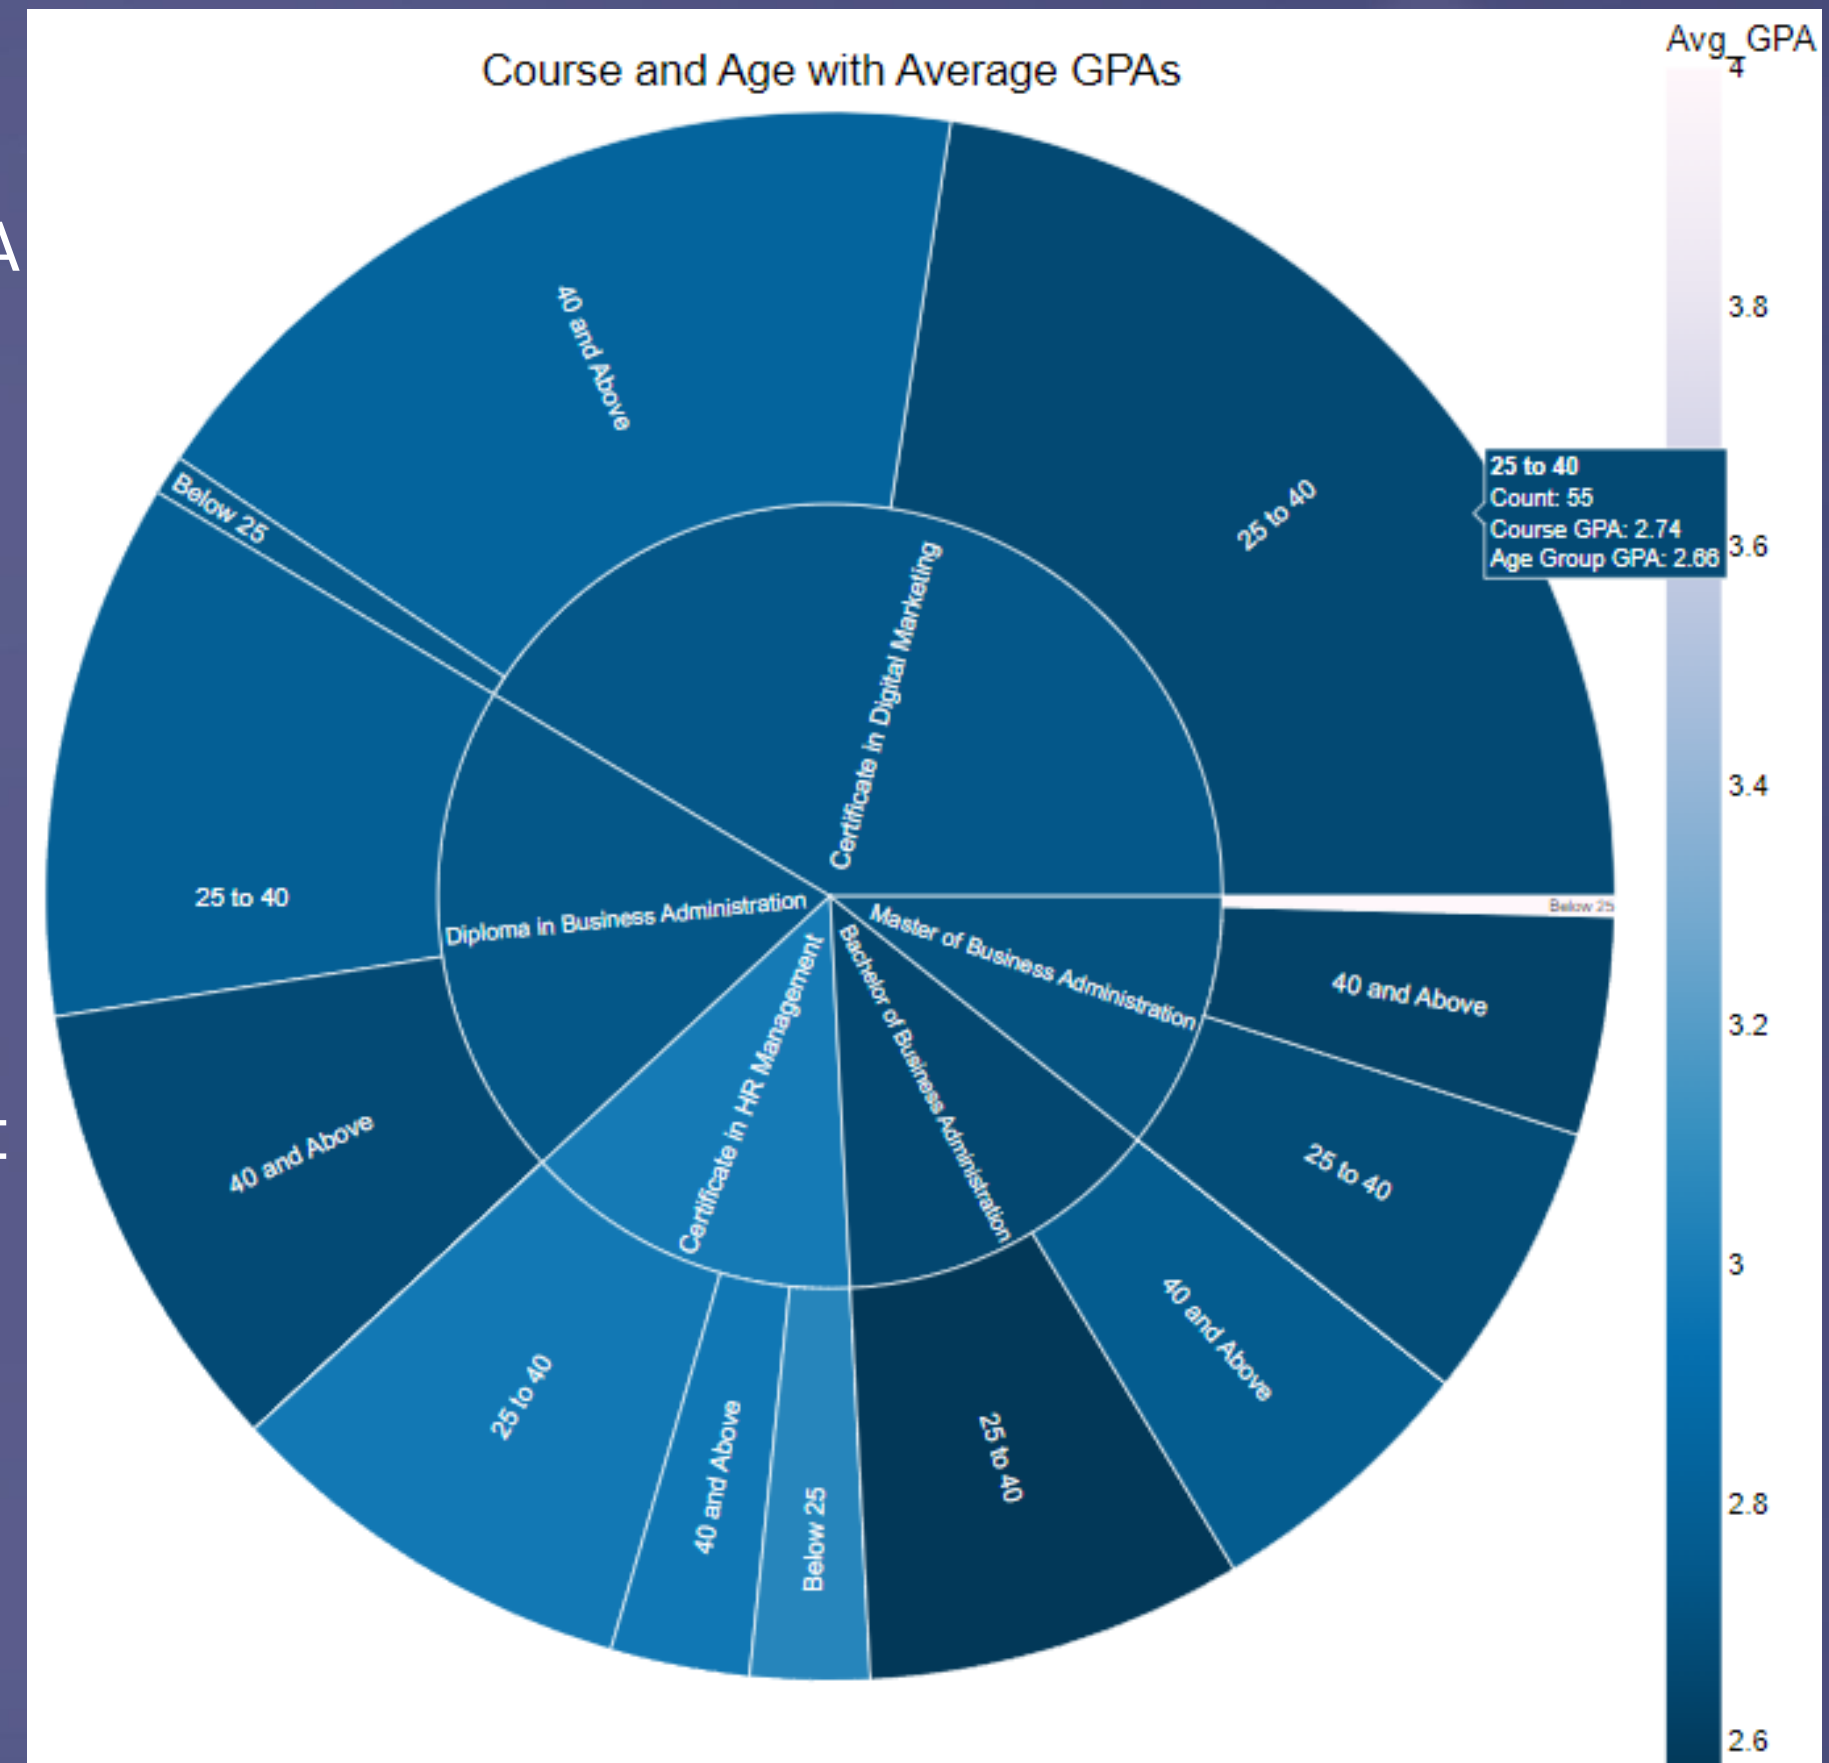 Avg_GPA
Course and Age with Average GPAs
4
A
3.8
40 and Above
25 to 40
25 to 40
Count: 55
Course GPA: 2.74
Age Group GPA: 2.66
3.6
Below 25
Certificate in Digital Marketing
3.4
25 to 40
Diploma in Business Administration
Master of Business Administration
Below 25
40 and Above
3.2
Certificate in HR Management
Bachelor of Business Administration
40 and Above
25 to 40
3
25 to 40
40 and Above
Below 25
25 to 40
40 and Above
2.8
2.6